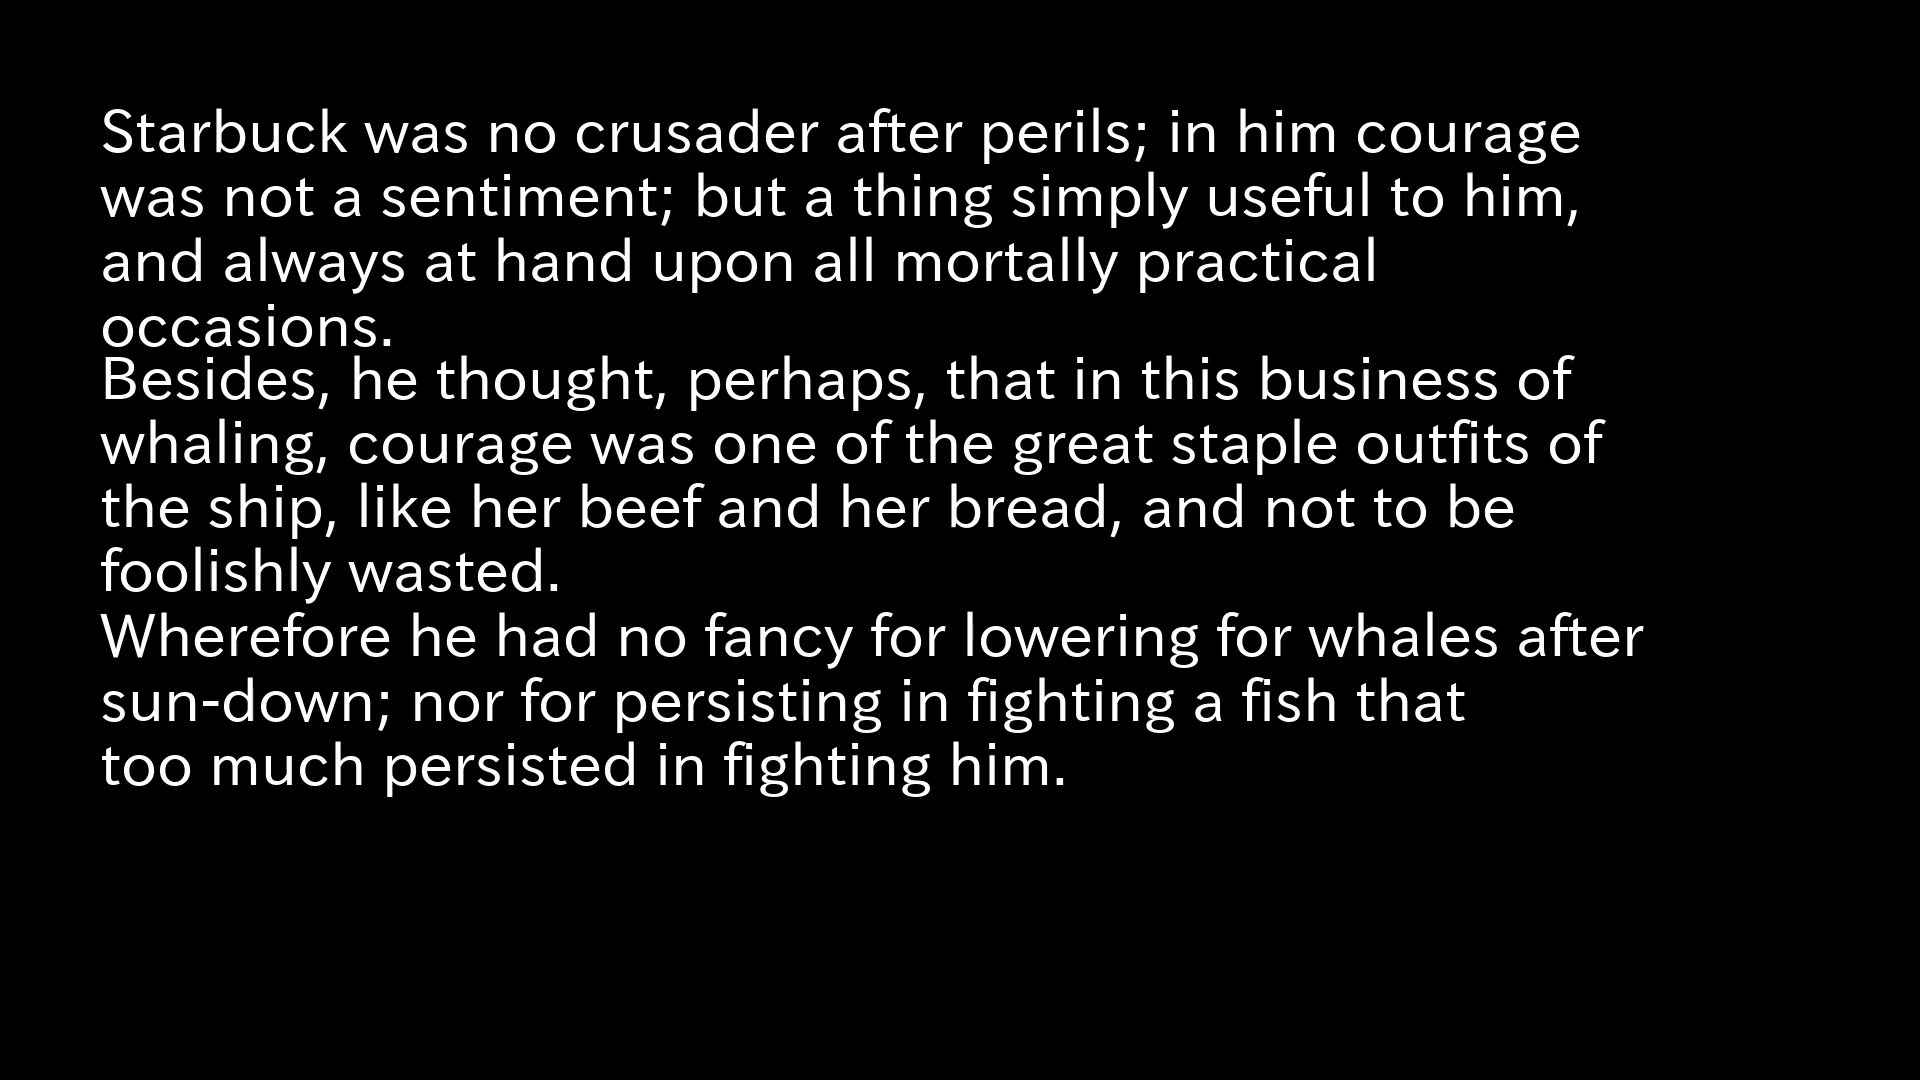 Starbuck was no crusader after perils; in him courage
was not a sentiment; but a thing simply useful to him,
and always at hand upon all mortally practical
occasions.
Besides, he thought, perhaps, that in this business of
whaling, courage was one of the great staple outfits of
the ship, like her beef and her bread, and not to be
foolishly wasted.
Wherefore he had no fancy for lowering for whales after
sun-down; nor for persisting in fighting a fish that
too much persisted in fighting him.